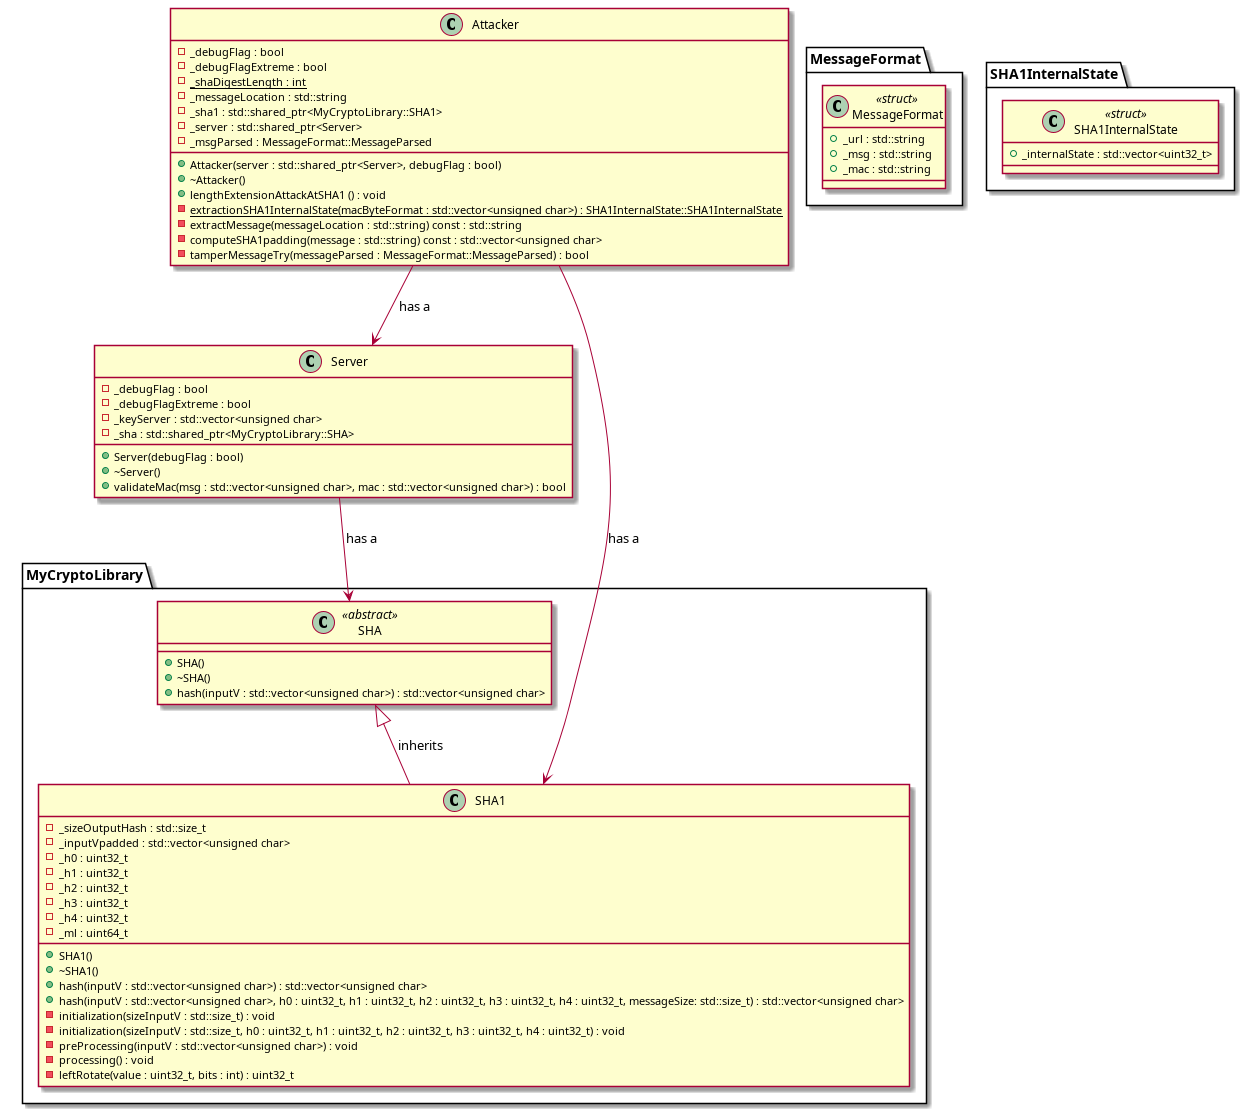 C Attacker
_debugFlag : bool
_debugFlagExtreme : bool
_shaDigestLength : int
_messageLocation : std::string
_sha1 : std::shared_ptr<MyCryptoLibrary::SHA1>
_server : std::shared_ptr<Server>
_msgParsed : MessageFormat::MessageParsed
Attacker(server : std::shared_ptr<Server>, debugFlag : bool)
~Attacker()
lengthExtensionAttackAtSHA1 () : void
extractionSHA1InternalState(macByteFormat : std::vector<unsigned char>) : SHA1InternalState::SHA1InternalState
extractMessage(messageLocation : std::string) const : std::string
computeSHA1padding(message : std::string) const : std::vector<unsigned char>
tamperMessageTry(messageParsed : MessageFormat::MessageParsed) : bool
MessageFormat
«struct»
C MessageFormat
_url : std::string
_msg : std::string
_mac : std::string
SHA1InternalState
«struct»
C SHA1InternalState
_internalState : std::vector<uint32_t>
has a
C Server
_debugFlag : bool
_debugFlagExtreme : bool
_keyServer : std::vector<unsigned char>
_sha : std::shared_ptr<MyCryptoLibrary::SHA>
Server(debugFlag : bool)
~Server()
validateMac(msg : std::vector<unsigned char>, mac : std::vector<unsigned char>) : bool
has a
has a
MyCryptoLibrary
«abstract»
C SHA
SHA()
~SHA()
hash(inputV : std::vector<unsigned char>) : std::vector<unsigned char>
inherits
C SHA1
_sizeOutputHash : std::size_t
_inputVpadded : std::vector<unsigned char>
_h0 : uint32_t
_h1 : uint32_t
_h2 : uint32_t
_h3 : uint32_t
_h4 : uint32_t
_ml : uint64_t
SHA1()
~SHA1()
hash(inputV : std::vector<unsigned char>) : std::vector<unsigned char>
hash(inputV : std::vector<unsigned char>, h0 : uint32_t, h1 : uint32_t, h2 : uint32_t, h3 : uint32_t, h4 : uint32_t, messageSize: std::size_t) : std::vector<unsigned char>
initialization(sizeInputV : std::size_t) : void
initialization(sizeInputV : std::size_t, h0 : uint32_t, h1 : uint32_t, h2 : uint32_t, h3 : uint32_t, h4 : uint32_t) : void
preProcessing(inputV : std::vector<unsigned char>) : void
processing() : void
leftRotate(value : uint32_t, bits : int) : uint32_t